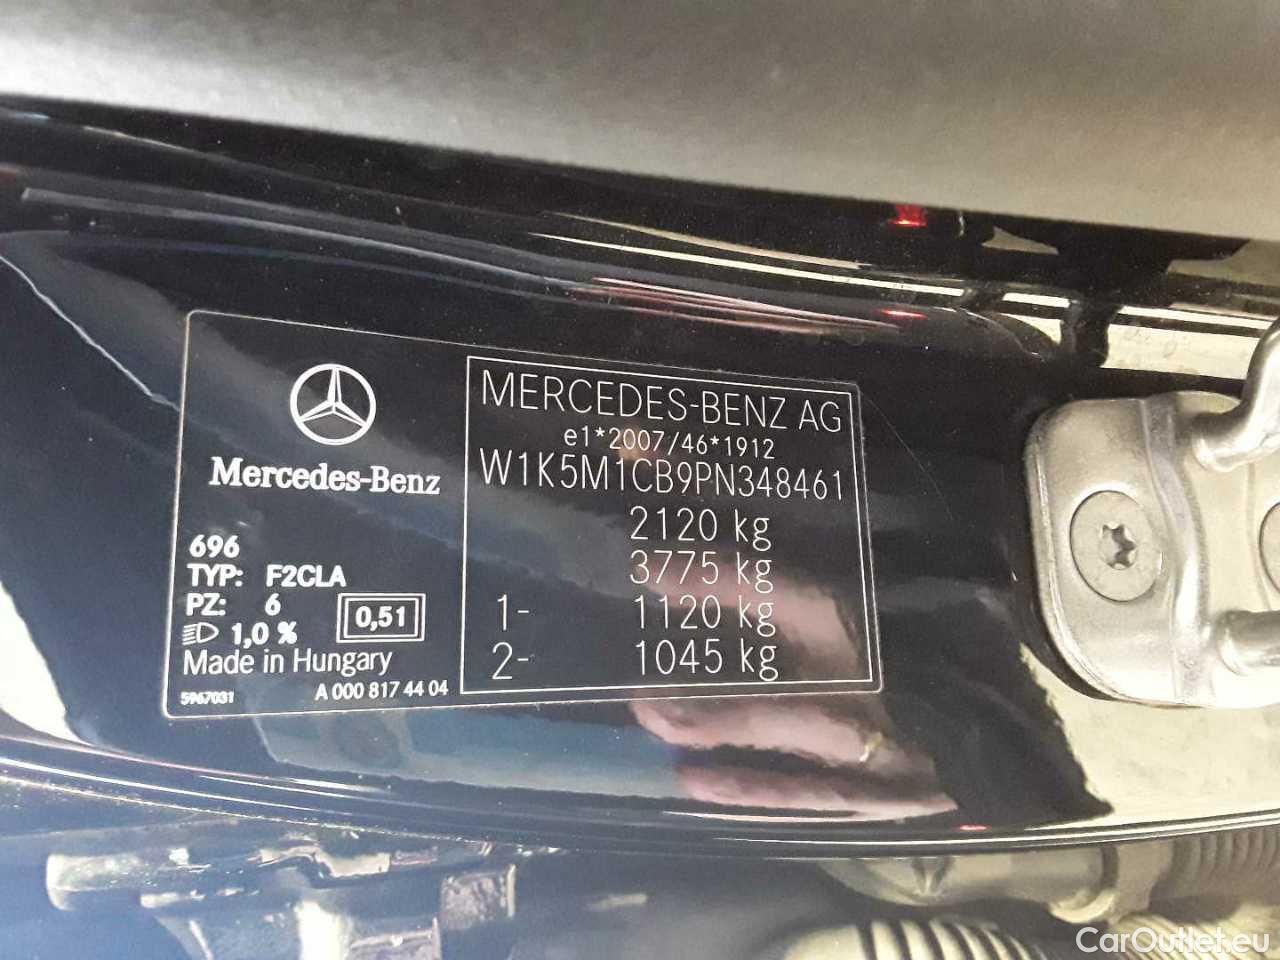 Mercedes-Benz
696
TYP: F2CLA
PZ: 6
1,0 %
0,51
Made in Hungary
5967031
A 000 817 44 04
MERCEDES-BENZ AG
e1*2007/46*1912
W1K5M1CB9PN348461
2120 kg
3775 kg
1- 1120 kg
2- 1045 kg
CarOutlet.eu